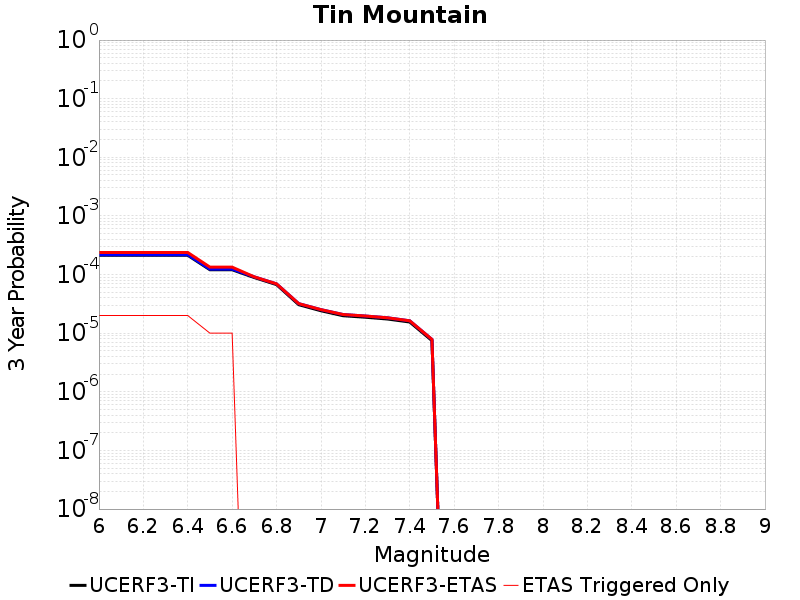 Tin Mountain
3 Year Probability
10^0
10^-1
10^-2
10^-3
10^-4
10^-5
10^-6
10^-7
10^-8
6 6.2 6.4 6.6 6.8 7 7.2 7.4 7.6 7.8 8 8.2 8.4 8.6 8.8 9
Magnitude
UCERF3-TI UCERF3-TD UCERF3-ETAS ETAS Triggered Only